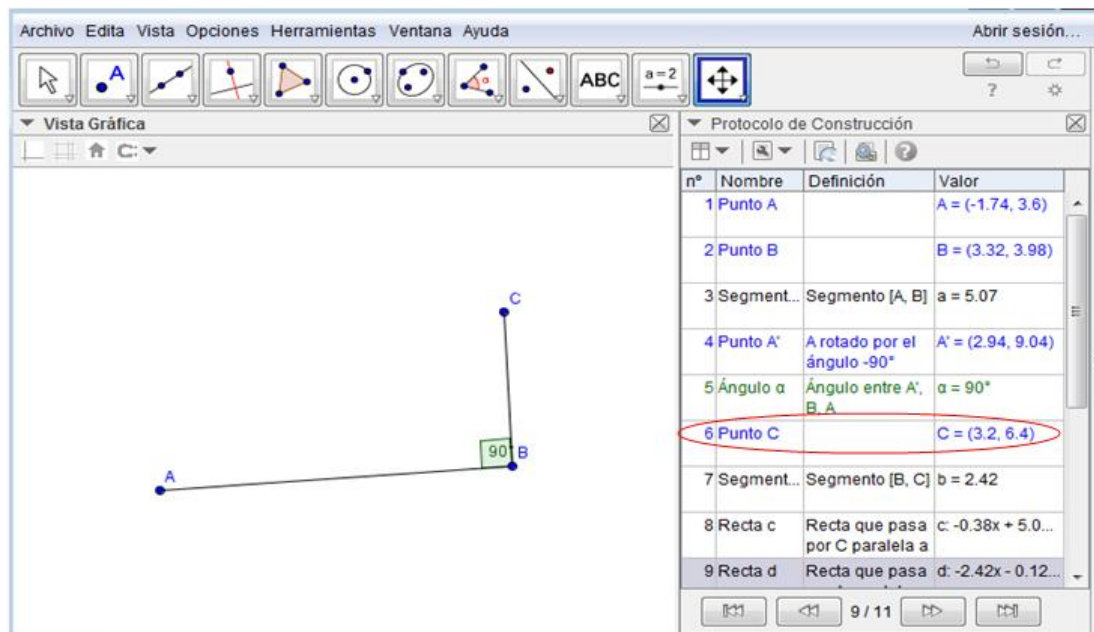 Archivo Edita Vista Opciones Herramientas Ventana Ayuda
Abrir sesión...
A
α
ABC
a=2
?
Vista Gráfica
C:
C
90°
B
A
Protocolo de Construcción
?
nº Nombre Definición Valor
1 Punto A A = (-1.74, 3.6)
2 Punto B B = (3.32, 3.98)
3 Segment... Segmento [A, B] a = 5.07
4 Punto A' A rotado por el A' = (2.94, 9.04)
ángulo -90°
5 Ángulo α Ángulo entre A', α = 90°
B, A
6 Punto C C = (3.2, 6.4)
7 Segment... Segmento [B, C] b = 2.42
8 Recta c Recta que pasa c: -0.38x + 5.0...
por C paralela a
9 Recta d Recta que pasa d: -2.42x - 0.12...
9 / 11